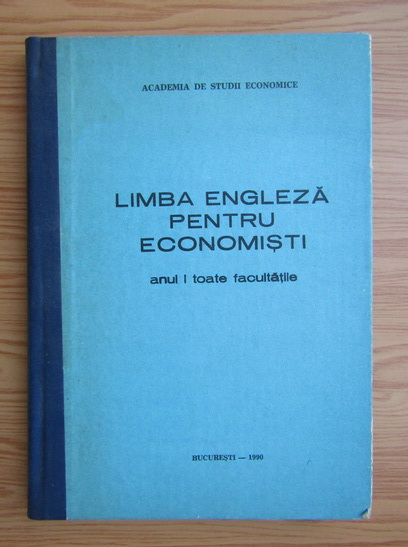 ACADEMIA DE STUDII ECONOMICE
LIMBA ENGLEZĂ
PENTRU
ECONOMIȘTI
anul I toate facultățile
BUCUREȘTI — 1990